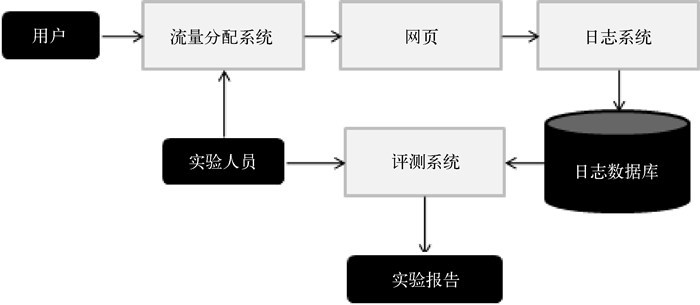 用户
流量分配系统
网页
日志系统
实验人员
评测系统
日志数据库
实验报告